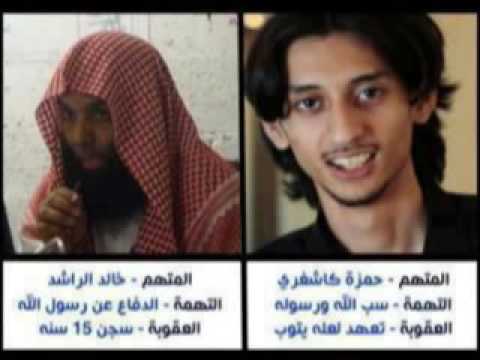 المتهم - حمزة كاشغري
التهمة - سب الله ورسوله
العقوبة - تعهد لعله يتوب
المتهم - خالد الراشد
التهمة - الدفاع عن رسول الله
العقوبة - سجن 15 سنه